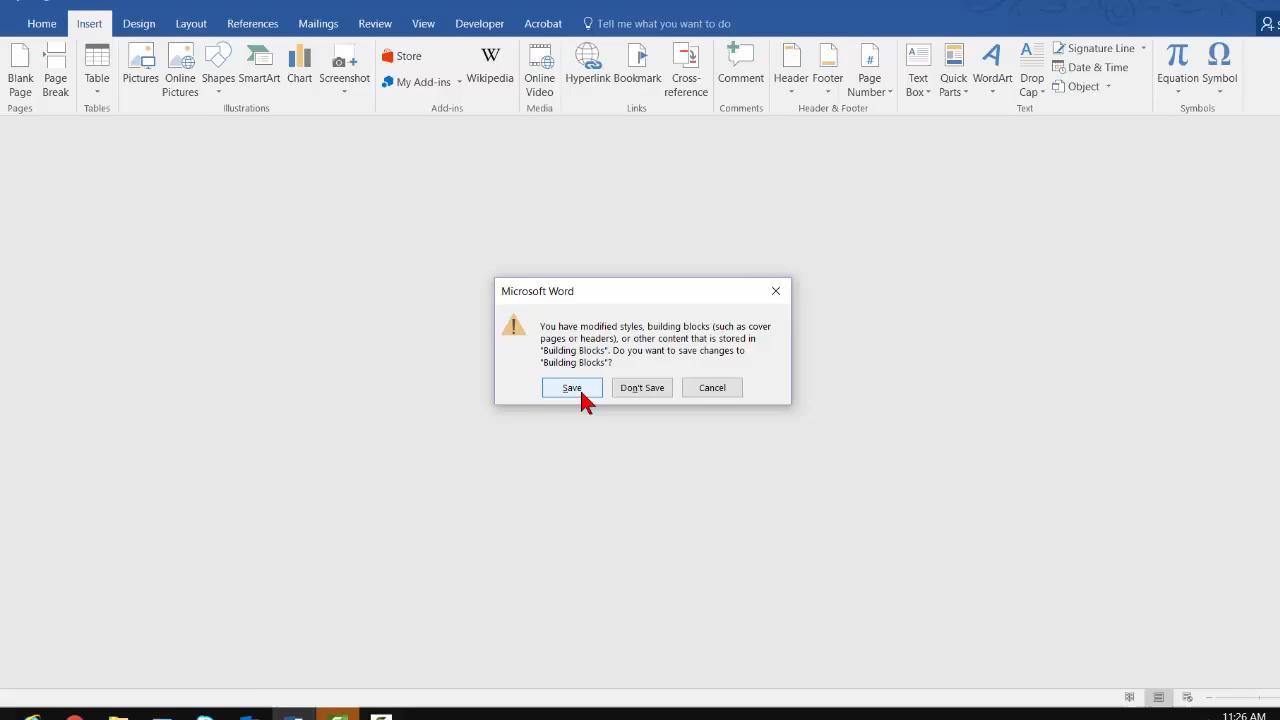 Home Insert Design Layout References Mailings Review View Developer Acrobat Tell me what you want to do
Blank Page
Page Break
Table
Pictures
Online Pictures
Shapes
SmartArt
Chart
Screenshot
Store
My Add-ins
Wikipedia
Online Video
Hyperlink
Bookmark
Cross-reference
Comment
Header
Footer
Page Number
Text Box
Quick Parts
WordArt
Drop Cap
Signature Line
Date & Time
Object
Equation
Symbol
Pages Tables Illustrations Add-ins Media Links Comments Header & Footer Text Symbols
Microsoft Word
You have modified styles, building blocks (such as cover
pages or headers), or other content that is stored in
"Building Blocks". Do you want to save changes to
"Building Blocks"?
Save Don't Save Cancel
11:26 AM